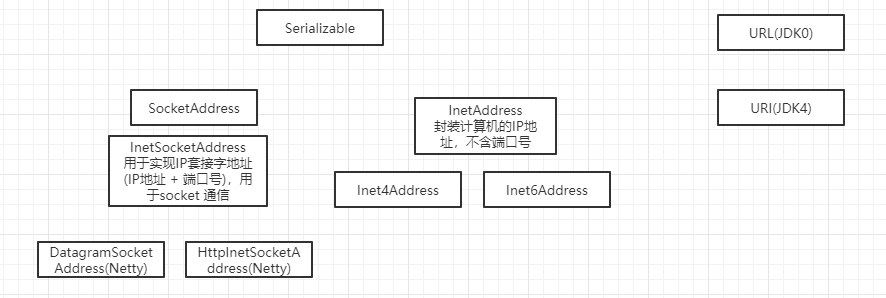 Serializable
URL(JDK0)
SocketAddress
InetAddress
封装计算机的IP地
址，不含端口号
URI(JDK4)
InetSocketAddress
用于实现IP套接字地址
(IP地址 + 端口号)，用
于socket 通信
Inet4Address
Inet6Address
DatagramSocket
Address(Netty)
HttpInetSocketA
ddress(Netty)